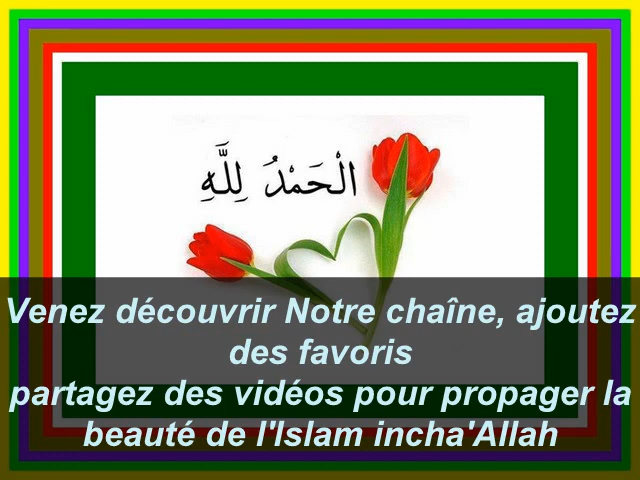 الْحَمْدُ لِلَّهِ
Venez découvrir Notre chaîne, ajoutez
des favoris
partagez des vidéos pour propager la
beauté de l'Islam incha'Allah